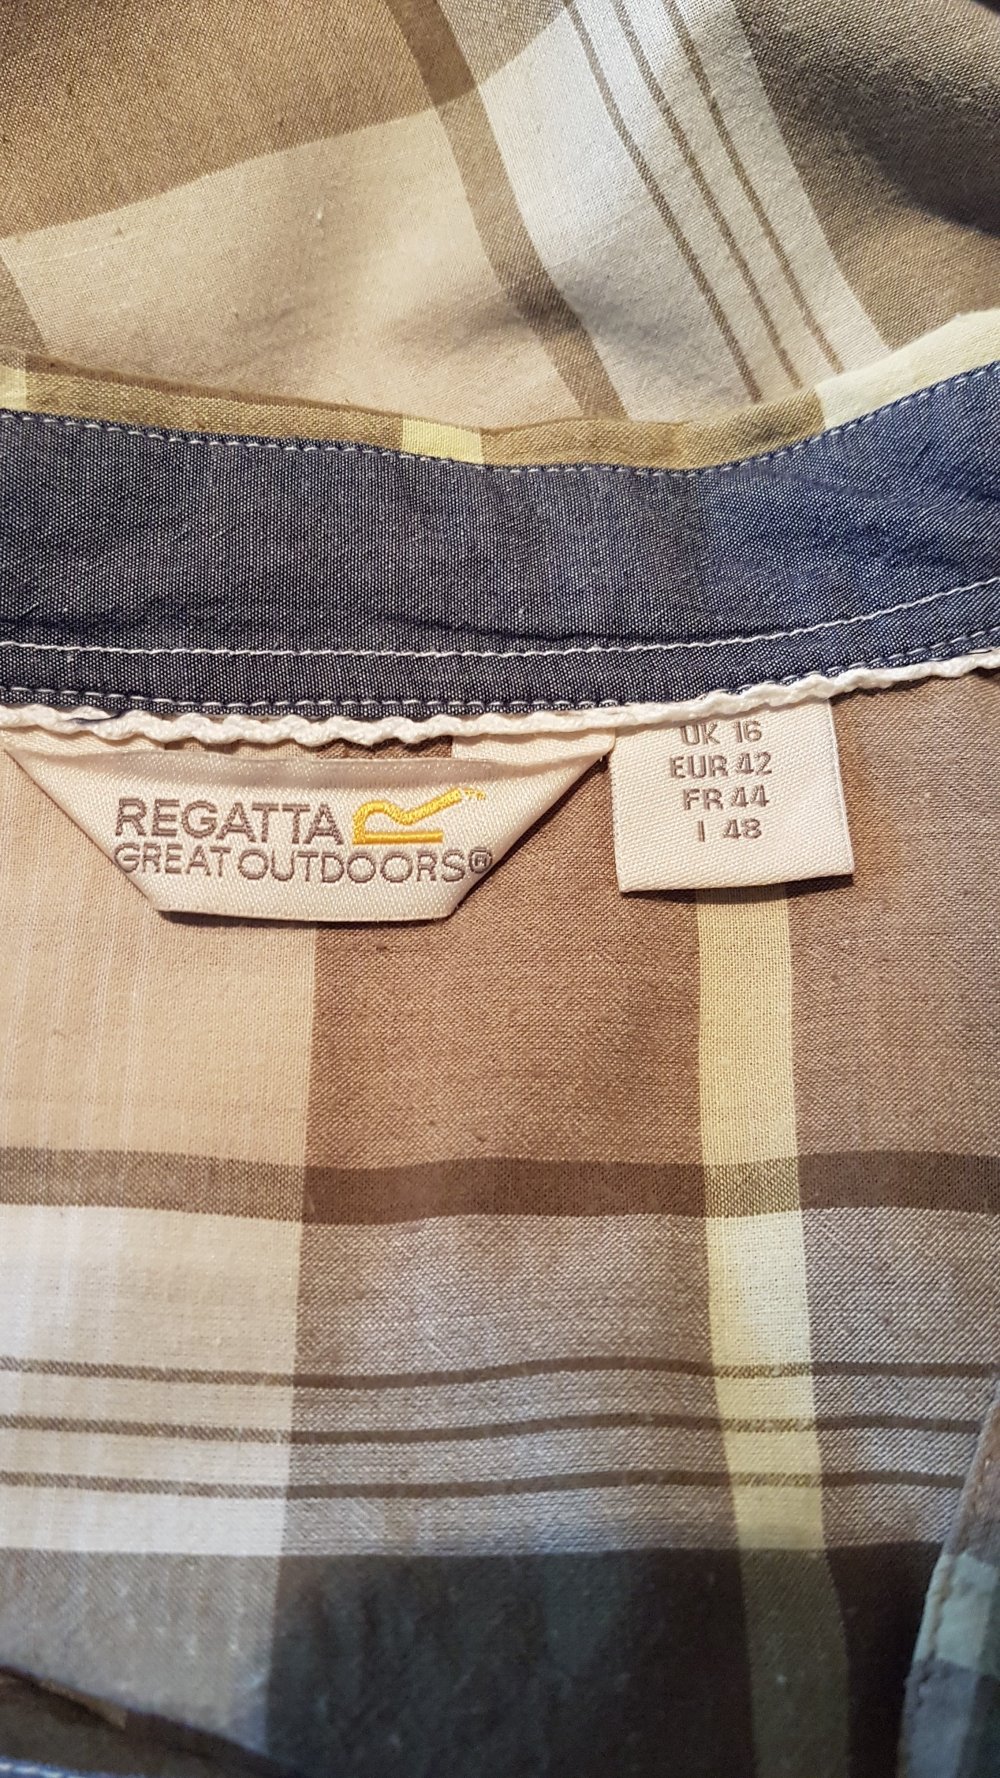 REGATTA
GREAT OUTDOORS®
UK 16
EUR 42
FR 44
I 48